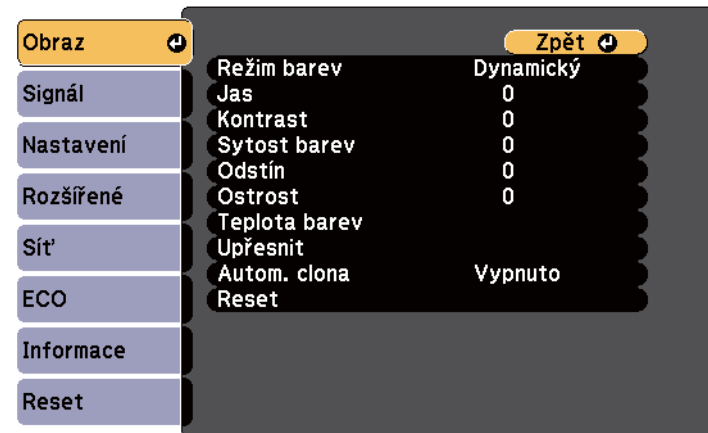 Obraz
Signál
Nastavení
Rozšířené
Síť
ECO
Informace
Reset
Zpět
Režim barev Dynamický
Jas 0
Kontrast 0
Sytost barev 0
Odstín 0
Ostrost 0
Teplota barev
Upřesnit
Autom. clona Vypnuto
Reset